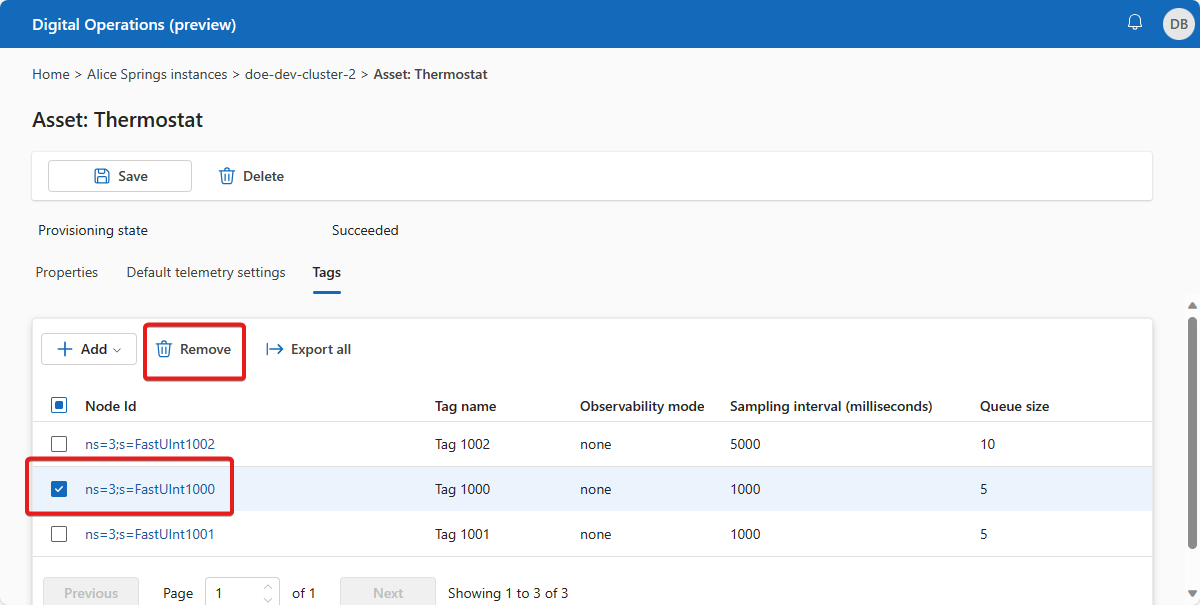 Digital Operations (preview)
DB
Home > Alice Springs instances > doe-dev-cluster-2 > Asset: Thermostat
Asset: Thermostat
Save Delete
Provisioning state Succeeded
Properties Default telemetry settings Tags
Add Remove Export all
Node Id Tag name Observability mode Sampling interval (milliseconds) Queue size
ns=3;s=FastUInt1002 Tag 1002 none 5000 10
ns=3;s=FastUInt1000 Tag 1000 none 1000 5
ns=3;s=FastUInt1001 Tag 1001 none 1000 5
Previous Page 1 of 1 Next Showing 1 to 3 of 3